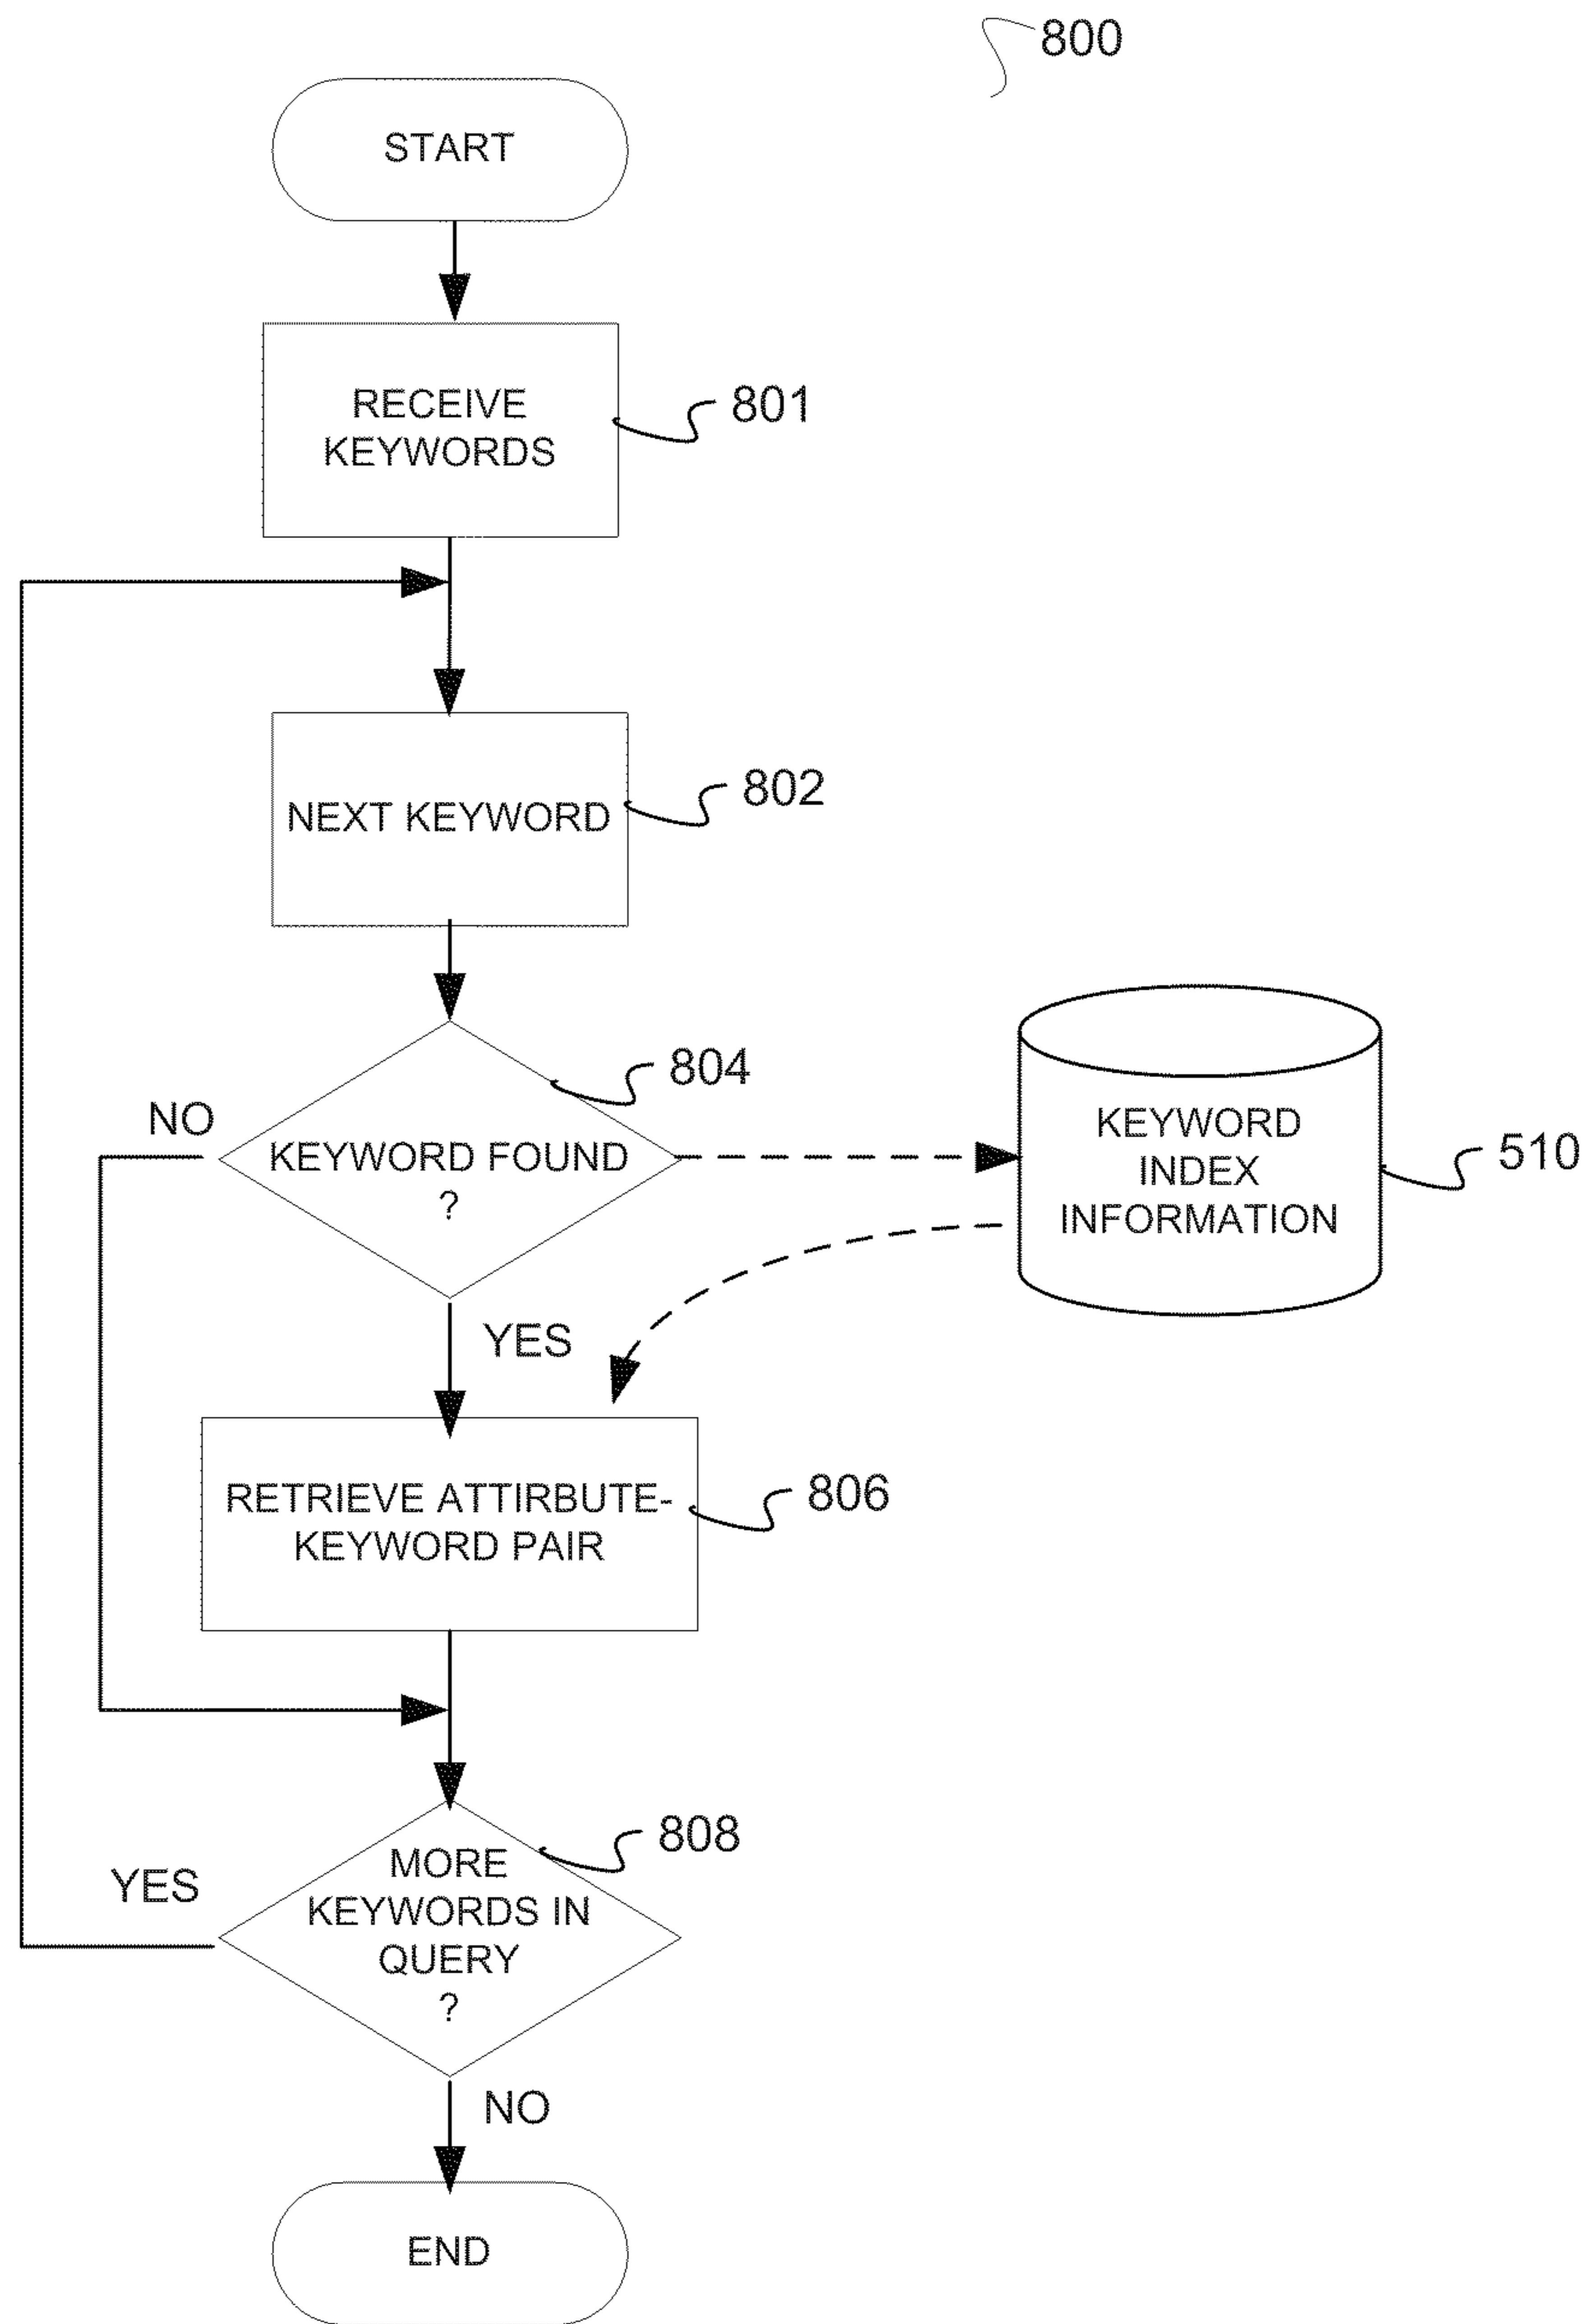 800
START
RECEIVE
KEYWORDS
801
NEXT KEYWORD
802
804
NO
KEYWORD FOUND
?
KEYWORD
INDEX
INFORMATION
510
YES
RETRIEVE ATTIRBUTE-
KEYWORD PAIR
806
808
MORE
KEYWORDS IN
QUERY
?
YES
NO
END